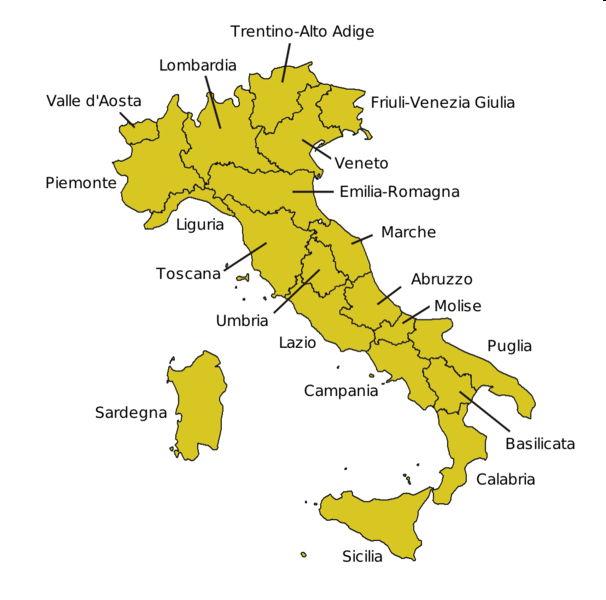 Trentino-Alto Adige
Lombardia
Valle d'Aosta
Friuli-Venezia Giulia
Veneto
Piemonte
Emilia-Romagna
Liguria
Marche
Toscana
Abruzzo
Molise
Umbria
Lazio
Puglia
Campania
Sardegna
Basilicata
Calabria
Sicilia